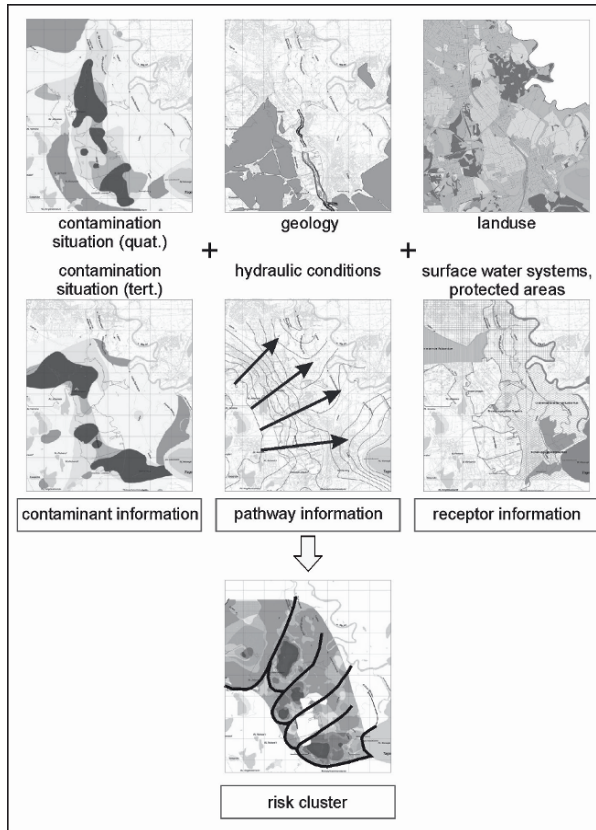 contamination
situation (quat.)
+
geology
+
landuse
contamination
situation (tert.)
hydraulic conditions
surface water systems,
protected areas
contaminant information
pathway information
receptor information
risk cluster